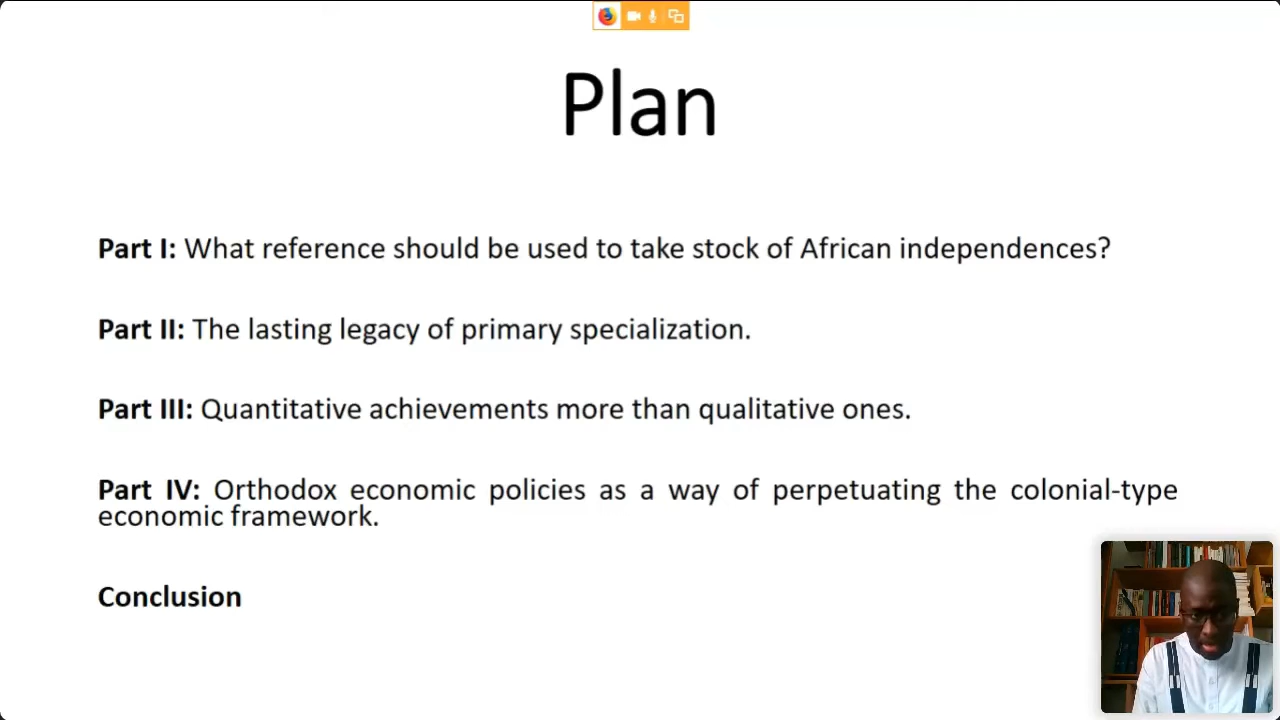 Plan
Part I: What reference should be used to take stock of African independences?
Part II: The lasting legacy of primary specialization.
Part III: Quantitative achievements more than qualitative ones.
Part IV: Orthodox economic policies as a way of perpetuating the colonial-type
economic framework.
Conclusion